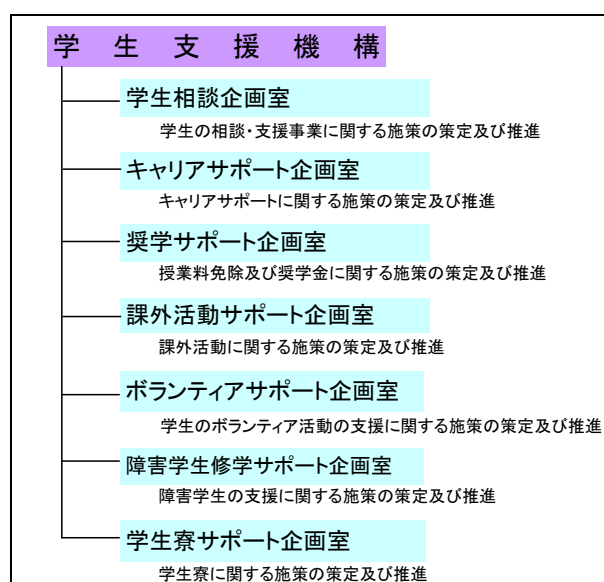 学生支援機構
学生相談企画室
学生の相談・支援事業に関する施策の策定及び推進
キャリアサポート企画室
キャリアサポートに関する施策の策定及び推進
奨学サポート企画室
授業料免除及び奨学金に関する施策の策定及び推進
課外活動サポート企画室
課外活動に関する施策の策定及び推進
ボランティアサポート企画室
学生のボランティア活動の支援に関する施策の策定及び推進
障害学生修学サポート企画室
障害学生の支援に関する施策の策定及び推進
学生寮サポート企画室
学生寮に関する施策の策定及び推進